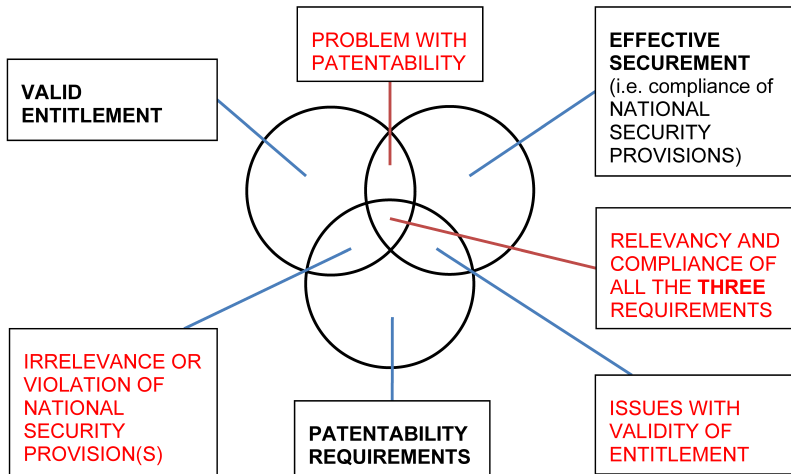 PROBLEM WITH
PATENTABILITY
EFFECTIVE
SECUREMENT
(i.e. compliance of
NATIONAL
SECURITY
PROVISIONS)
VALID
ENTITLEMENT
RELEVANCY AND
COMPLIANCE OF
ALL THE THREE
REQUIREMENTS
IRRELEVANCE OR
VIOLATION OF
NATIONAL
SECURITY
PROVISION(S)
PATENTABILITY
REQUIREMENTS
ISSUES WITH
VALIDITY OF
ENTITLEMENT